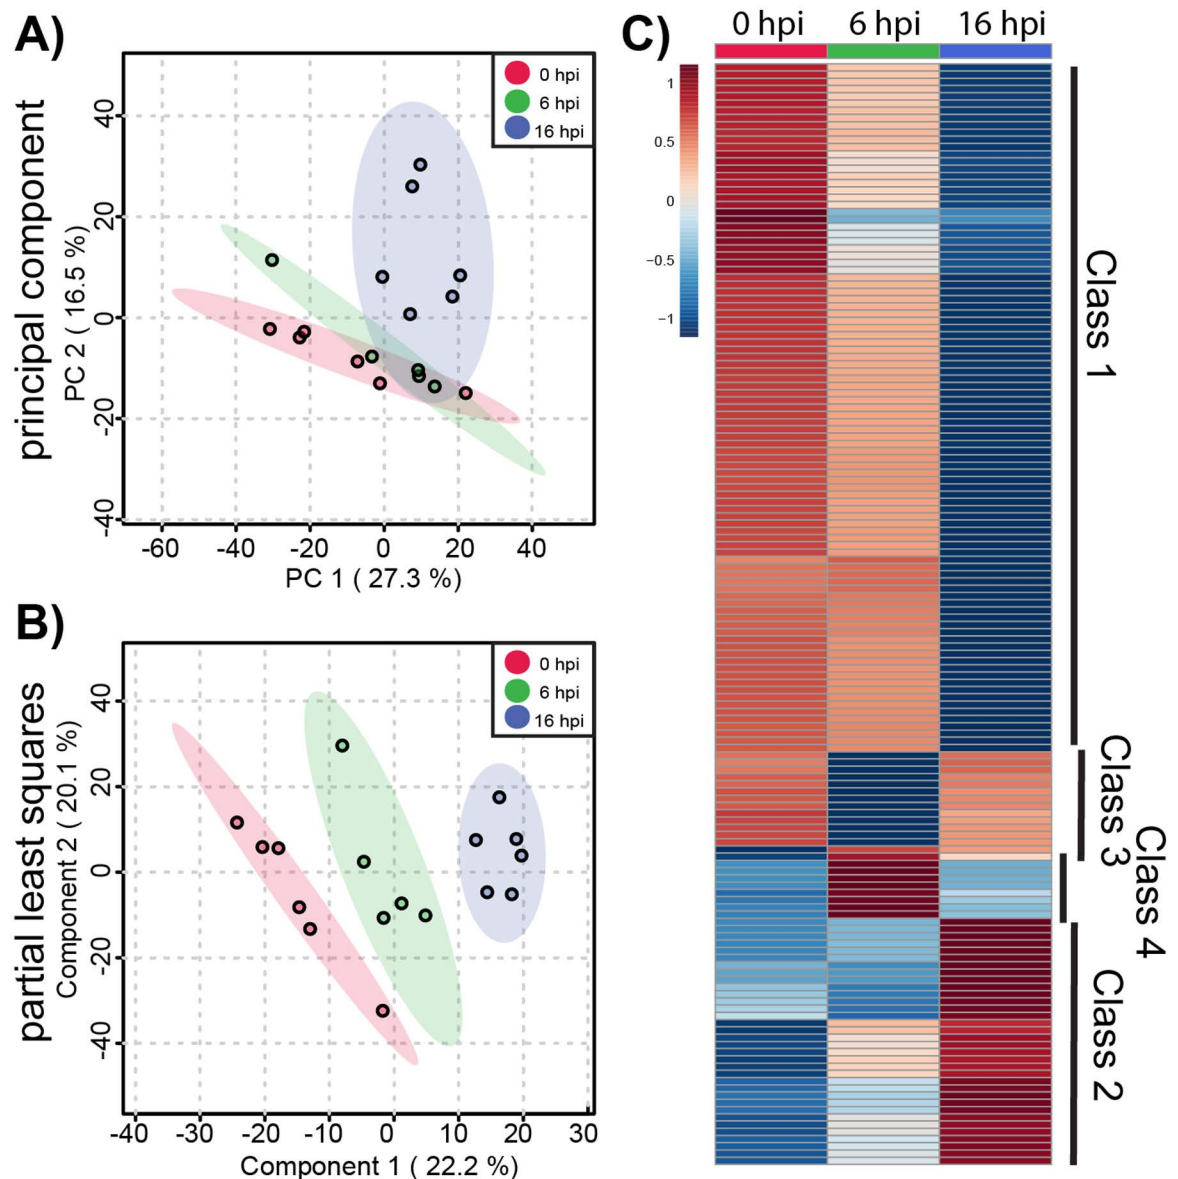 A)
principal component
PC 2 ( 16.5 %)
40
20
0
-20
-40
-60 -40 -20 0 20 40
PC 1 ( 27.3 %)
0 hpi
6 hpi
16 hpi
B)
partial least squares
Component 2 ( 20.1 %)
40
20
0
-20
-40
-40 -30 -20 -10 0 10 20 30
Component 1 ( 22.2 %)
0 hpi
6 hpi
16 hpi
C)
0 hpi 6 hpi 16 hpi
1
0.5
0
−0.5
−1
Class 1
Class 3
Class 4
Class 2